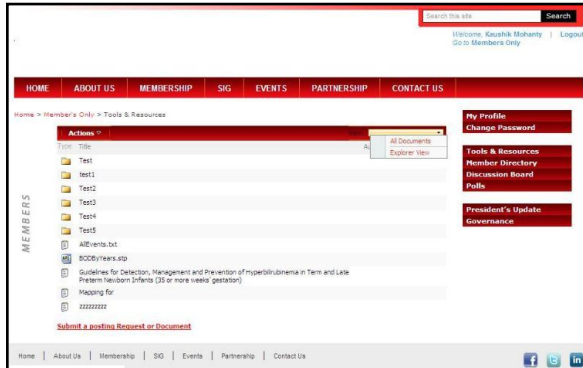 Search this site
Search
Welcome, Kaushik Mohanty | Logout
Go to Members Only
HOME ABOUT US MEMBERSHIP SIG EVENTS PARTNERSHIP CONTACT US
Home > Member's Only > Tools & Resources
My Profile
Change Password
Tools & Resources
Member Directory
Discussion Board
Polls
President's Update
Governance
MEMBERS
Actions
All Documents
Explorer View
Type Title
Test
test1
Test2
Test3
Test4
Test5
AllEvents.txt
BODByYears.stp
Guidelines for Detection, Management and Prevention of Hyperbilirubinema in Term and Late
Preterm Newborn Infants (35 or more weeks' gestation)
Mapping for
zzzzzzzzz
Submit a posting Request or Document
Home | About Us | Membership | SIG | Events | Partnership | Contact Us